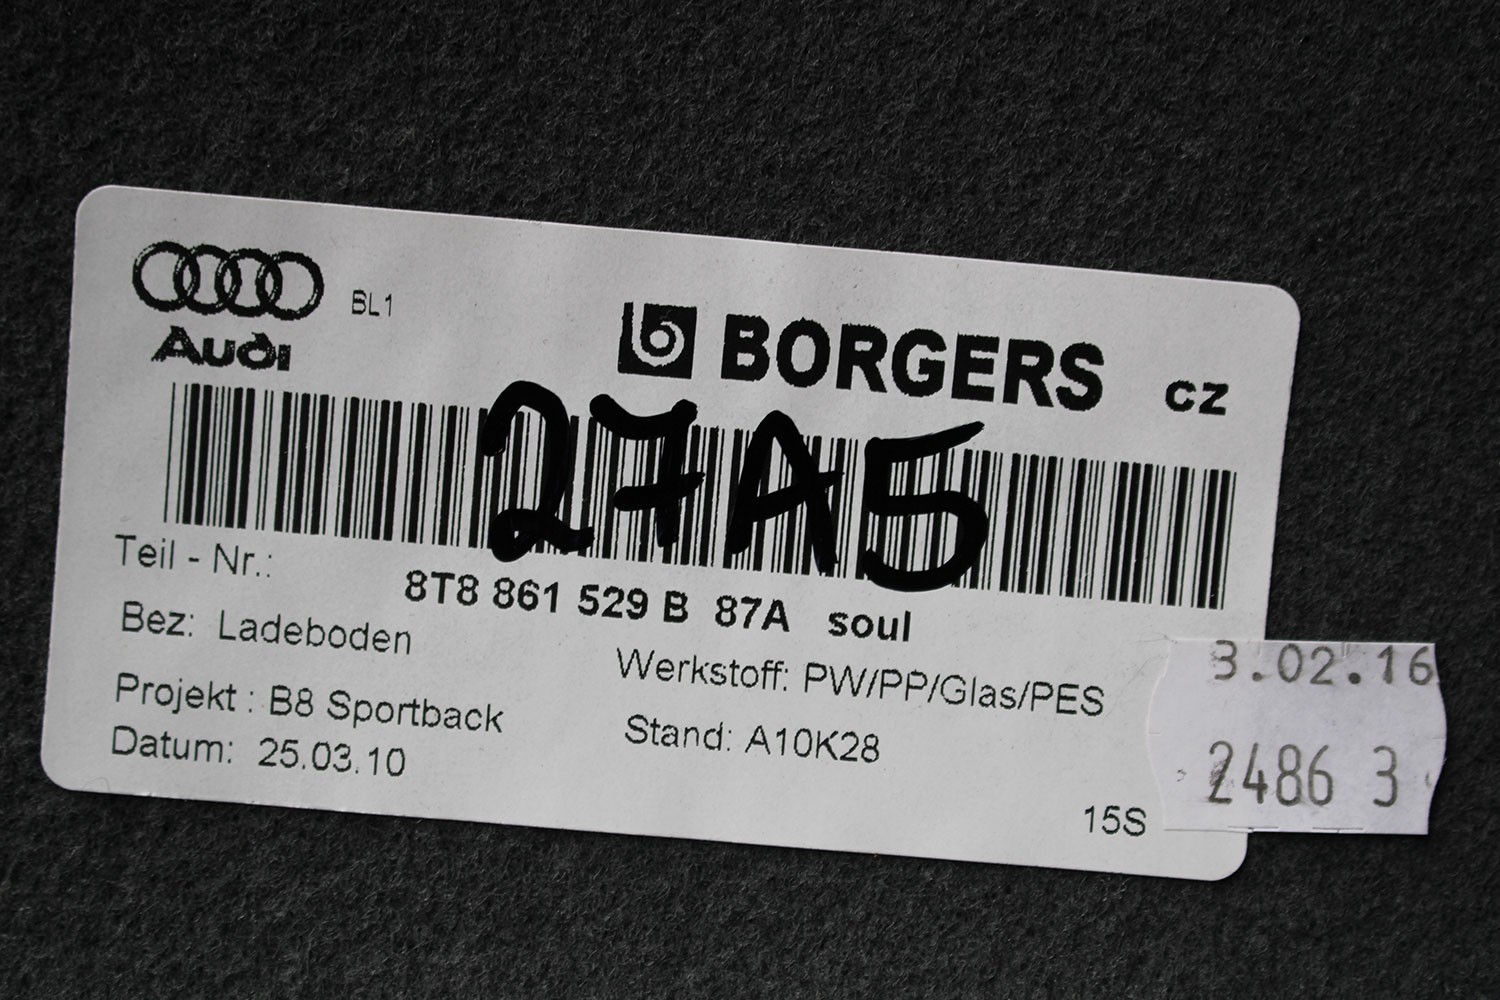 Audi
BL1
BORGERS cz
27A5
Teil - Nr.:
8T8 861 529 B 87A soul
Bez: Ladeboden
Werkstoff: PW/PP/Glas/PES
Projekt : B8 Sportback
Stand: A10K28
Datum: 25.03.10
15S
3.02.16
2486 3